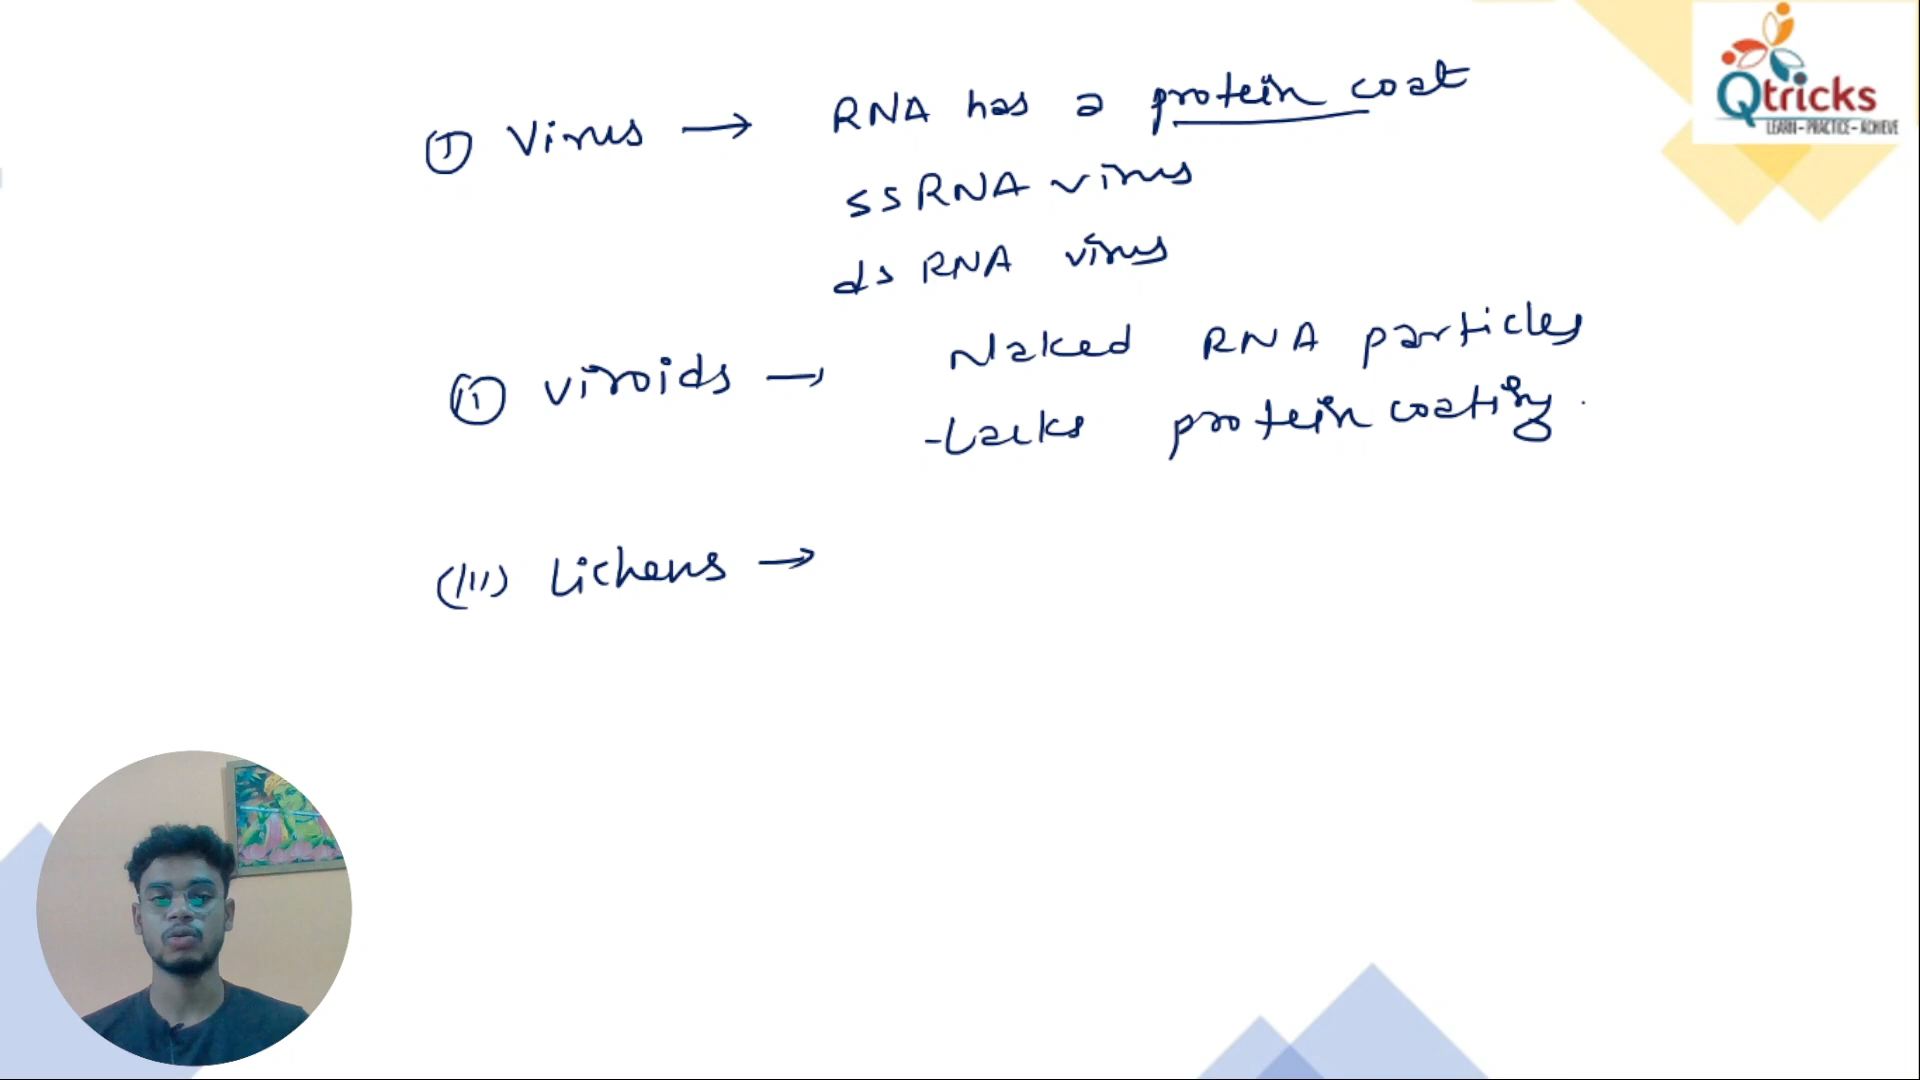 (I) Virus → RNA has a protein coat
ssRNA virus
ds RNA virus
(ii) viroids → Naked RNA particles
-Lacks protein coating.
(III) Lichens →
Qtricks
LEARN-PRACTICE-ACHIEVE